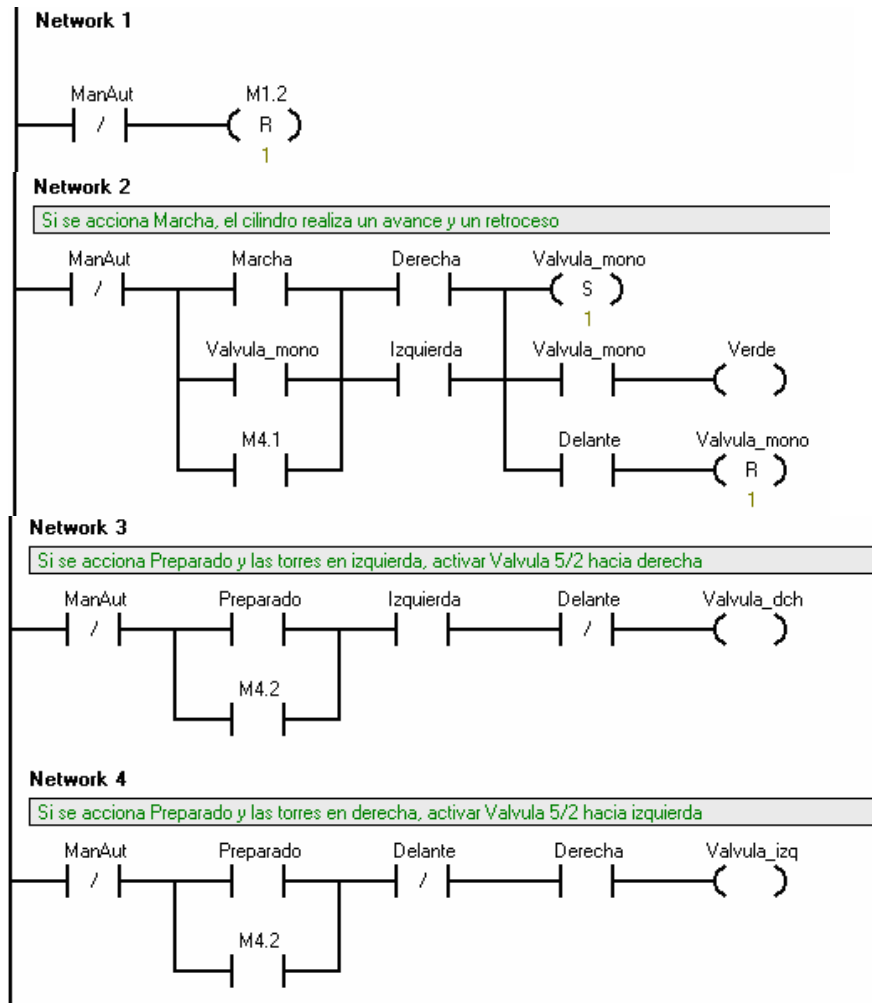 Network 1
ManAut M1.2
/ R
1
Network 2
Si se acciona Marcha, el cilindro realiza un avance y un retroceso
ManAut Marcha Derecha Valvula_mono
/ S
1
Valvula_mono Izquierda Valvula_mono Verde
M4.1 Delante Valvula_mono
R
1
Network 3
Si se acciona Preparado y las torres en izquierda, activar Valvula 5/2 hacia derecha
ManAut Preparado Izquierda Delante Valvula_dch
/ /
M4.2
Network 4
Si se acciona Preparado y las torres en derecha, activar Valvula 5/2 hacia izquierda
ManAut Preparado Delante Derecha Valvula_izq
/ /
M4.2